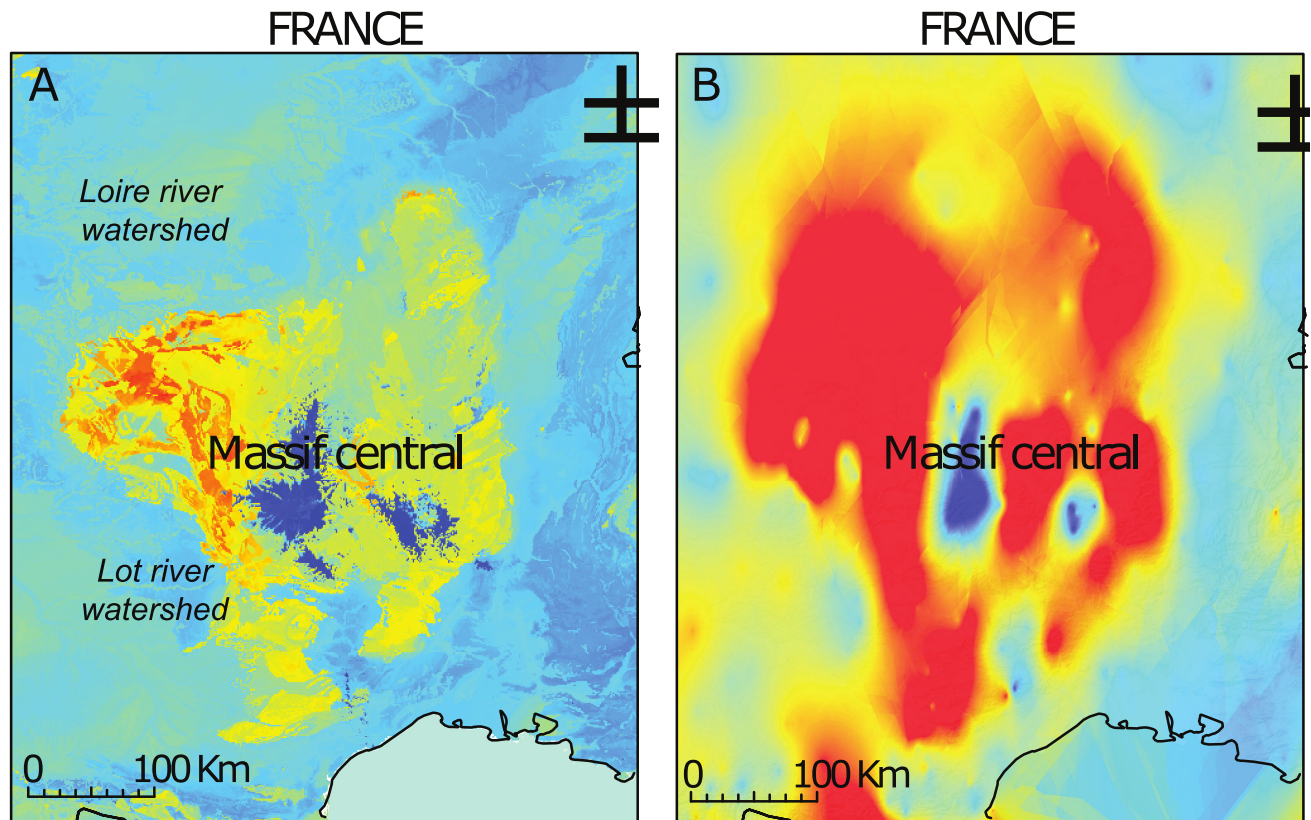 FRANCE
A
Loire river
watershed
Massif central
Lot river
watershed
0 100 Km
FRANCE
B
Massif central
0 100 Km